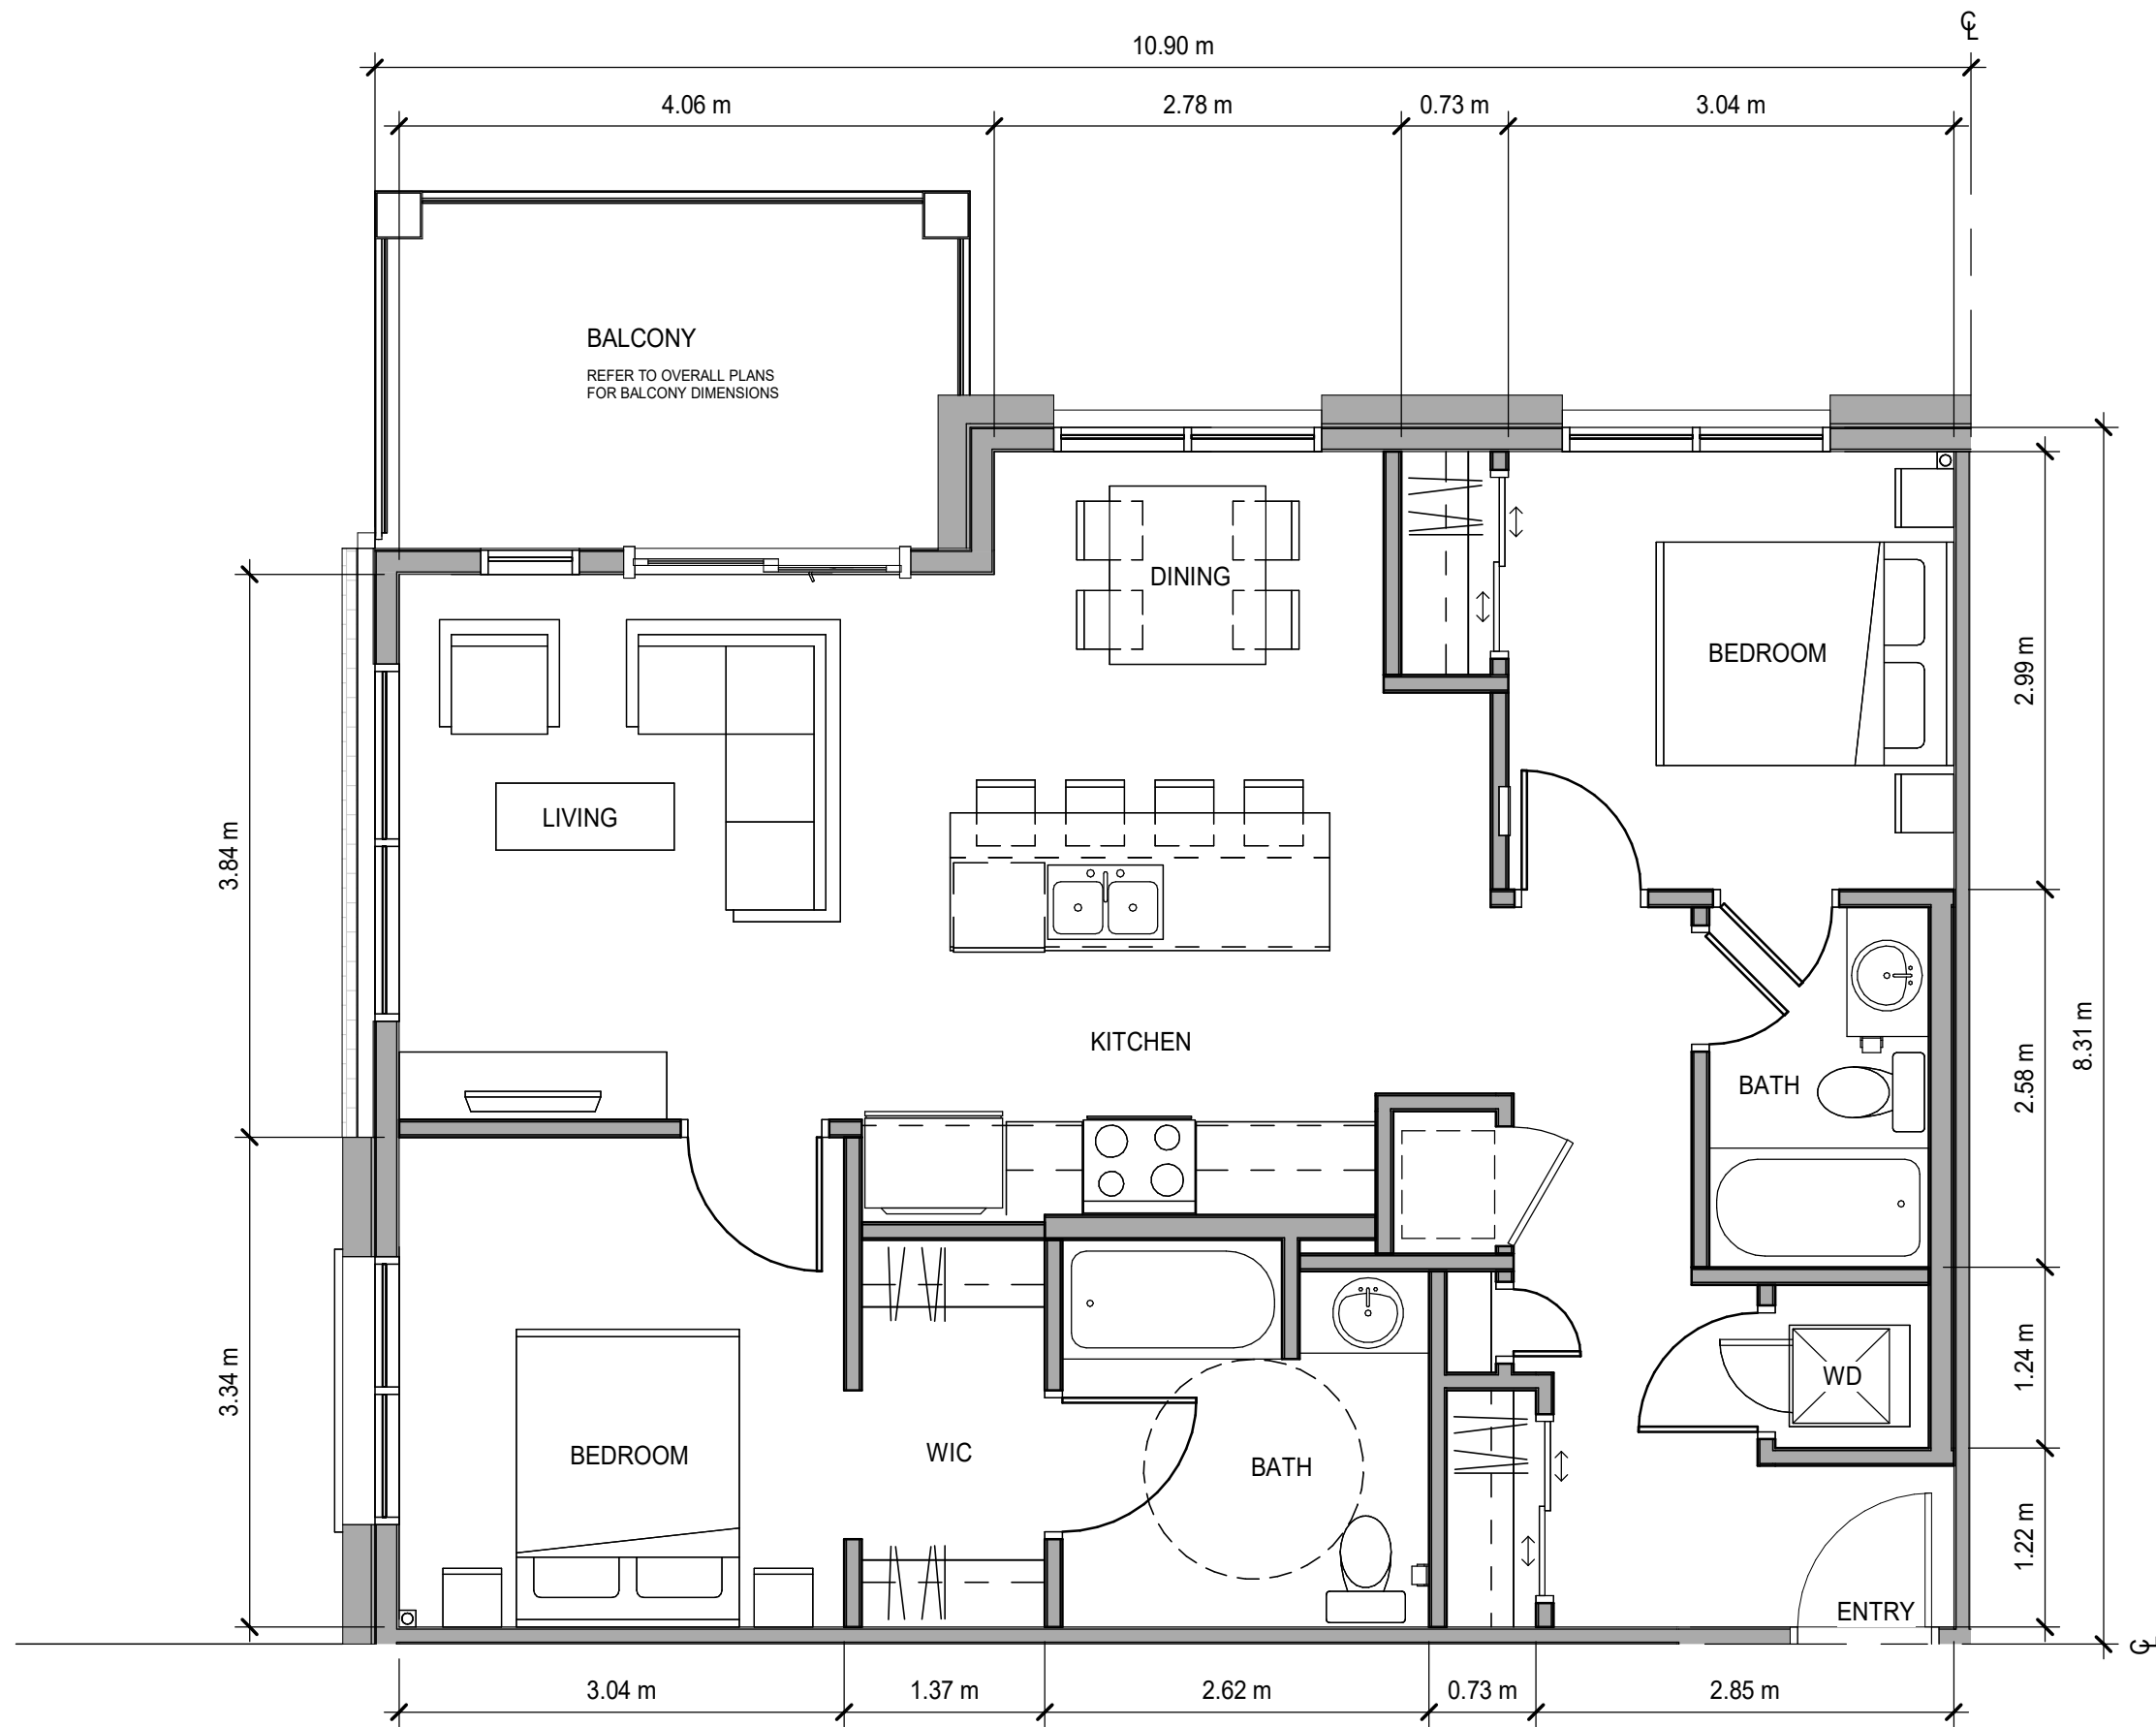 ℄
10.90 m
4.06 m
2.78 m
0.73 m
3.04 m
BALCONY
REFER TO OVERALL PLANS
FOR BALCONY DIMENSIONS
DINING
BEDROOM
2.99 m
LIVING
3.84 m
KITCHEN
BATH
2.58 m
8.31 m
3.34 m
WD
1.24 m
BEDROOM
WIC
BATH
1.22 m
ENTRY
℄
3.04 m
1.37 m
2.62 m
0.73 m
2.85 m